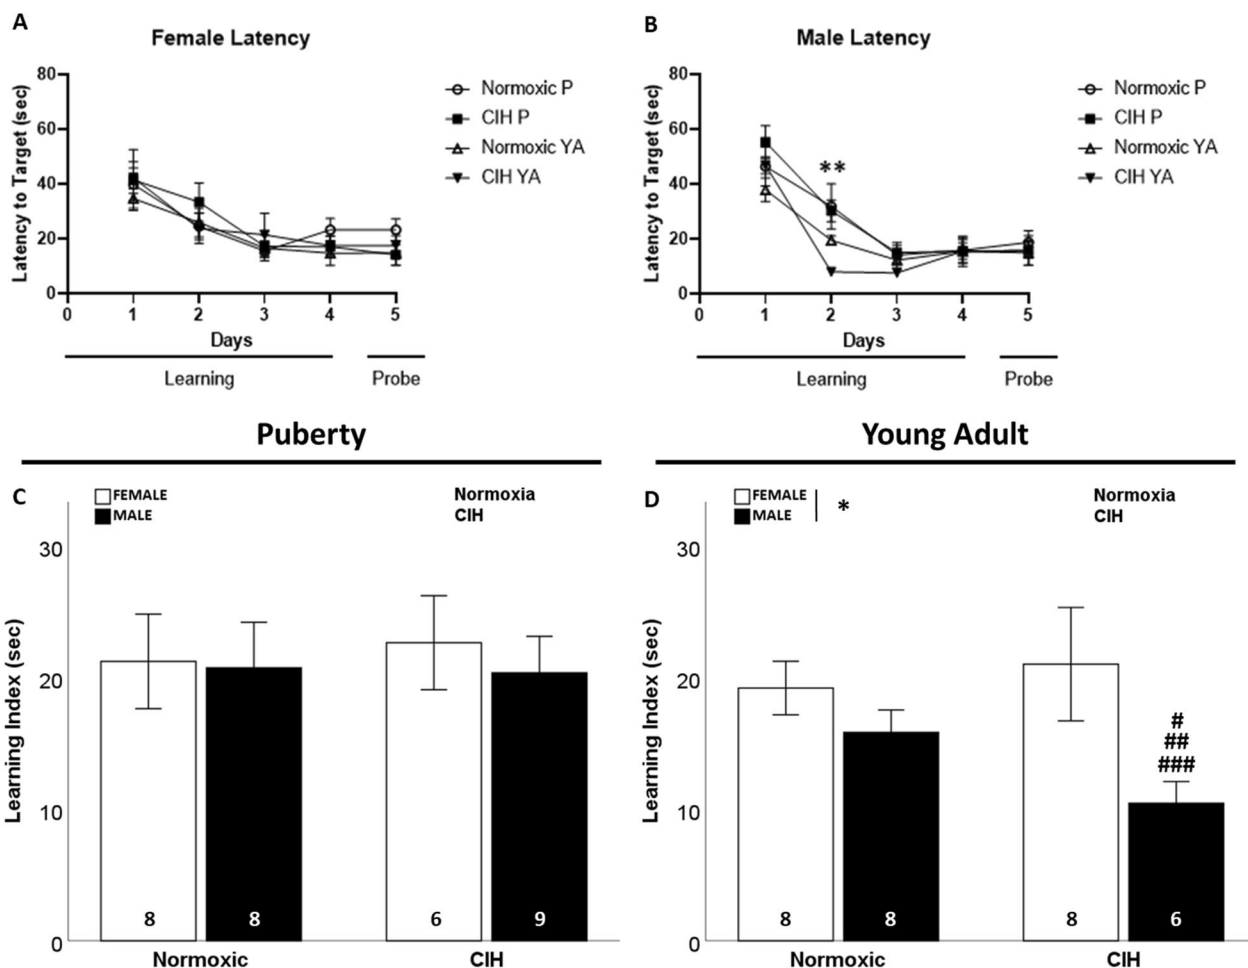 A
Female Latency
Latency to Target (sec)
80
60
40
20
0
0 1 2 3 4 5
Days
Learning Probe
Normoxic P
CIH P
Normoxic YA
CIH YA
B
Male Latency
Latency to Target (sec)
80
60
40
20
0
**
0 1 2 3 4 5
Days
Learning Probe
Normoxic P
CIH P
Normoxic YA
CIH YA
Puberty
C
FEMALE
MALE
Normoxia
CIH
Learning Index (sec)
30
20
10
0
8 8 6 9
Normoxic CIH
Young Adult
D
FEMALE
MALE
*
Normoxia
CIH
Learning Index (sec)
30
20
10
0
#
##
###
8 8 8 6
Normoxic CIH